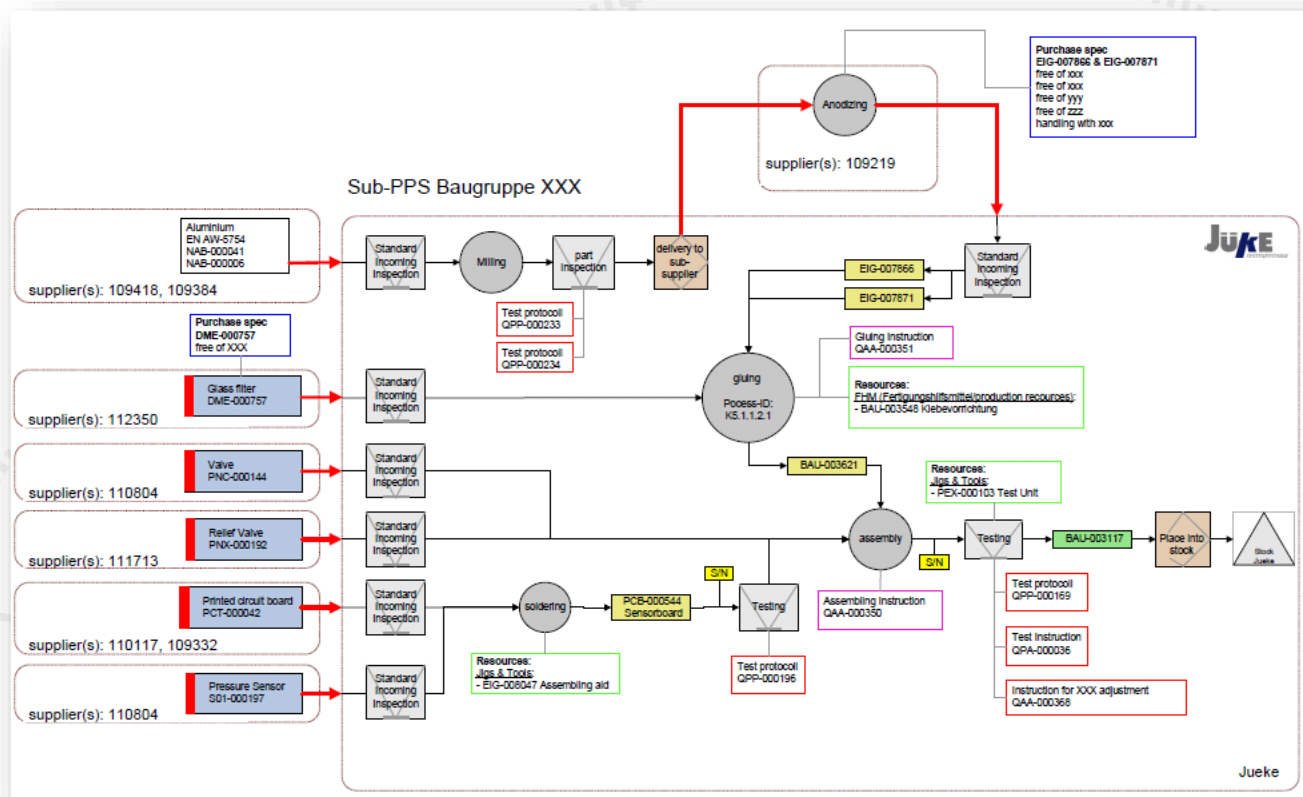 Purchase spec
EIG-007866 & EIG-007871
free of xxx
free of xxx
free of yyy
free of zzz
handling with xxx
Anodizing
supplier(s): 109219
Sub-PPS Baugruppe XXX
JÜKE
Aluminium
EN AW-5754
NAB-000041
NAB-000006
supplier(s): 109418, 109384
Standard
Incoming
Inspection
Milling
part
Inspection
delivery to
sub-
supplier
Standard
Incoming
Inspection
EIG-007866
EIG-007871
Test protocoll
QPP-000233
Test protocoll
QPP-000234
Purchase spec
DME-000757
free of XXX
Glass filter
DME-000757
supplier(s): 112350
Standard
Incoming
Inspection
gluing
Pocess-ID:
K5.1.1.2.1
Gluing Instruction
QAA-000351
Resources:
FHM (Fertigungshilfsmittel/production recources):
- BAU-003548 Klebevorrichtung
Valve
PNC-000144
supplier(s): 110804
Standard
Incoming
Inspection
BAU-003621
Resources:
Jigs & Tools:
- PEX-000103 Test Unit
Relief Valve
PNX-000192
supplier(s): 111713
Standard
Incoming
Inspection
assembly
S/N
Testing
BAU-003117
Place into
stock
Stock
Jueke
Printed circuit board
PCT-000042
supplier(s): 110117, 109332
Standard
Incoming
Inspection
soldering
PCB-000544
Sensorboard
S/N
Testing
Assembling Instruction
QAA-000350
Test protocoll
QPP-000169
Test Instruction
QPA-000036
Instruction for XXX adjustment
QAA-000368
Resources:
Jigs & Tools:
- EIG-008047 Assembling aid
Test protocoll
QPP-000196
Pressure Sensor
S01-000197
supplier(s): 110804
Standard
Incoming
Inspection
Jueke